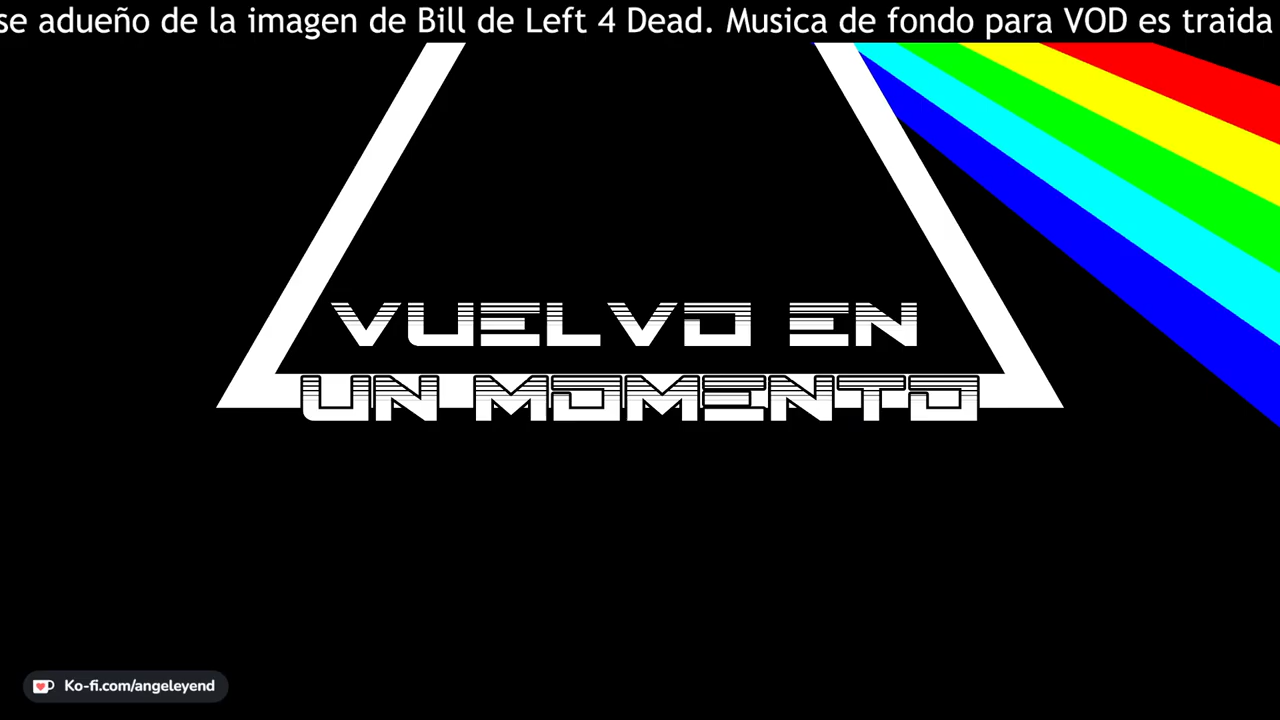 se adueño de la imagen de Bill de Left 4 Dead. Musica de fondo para VOD es traida
VUELVO EN
UN MOMENTO
Ko-fi.com/angeleyend